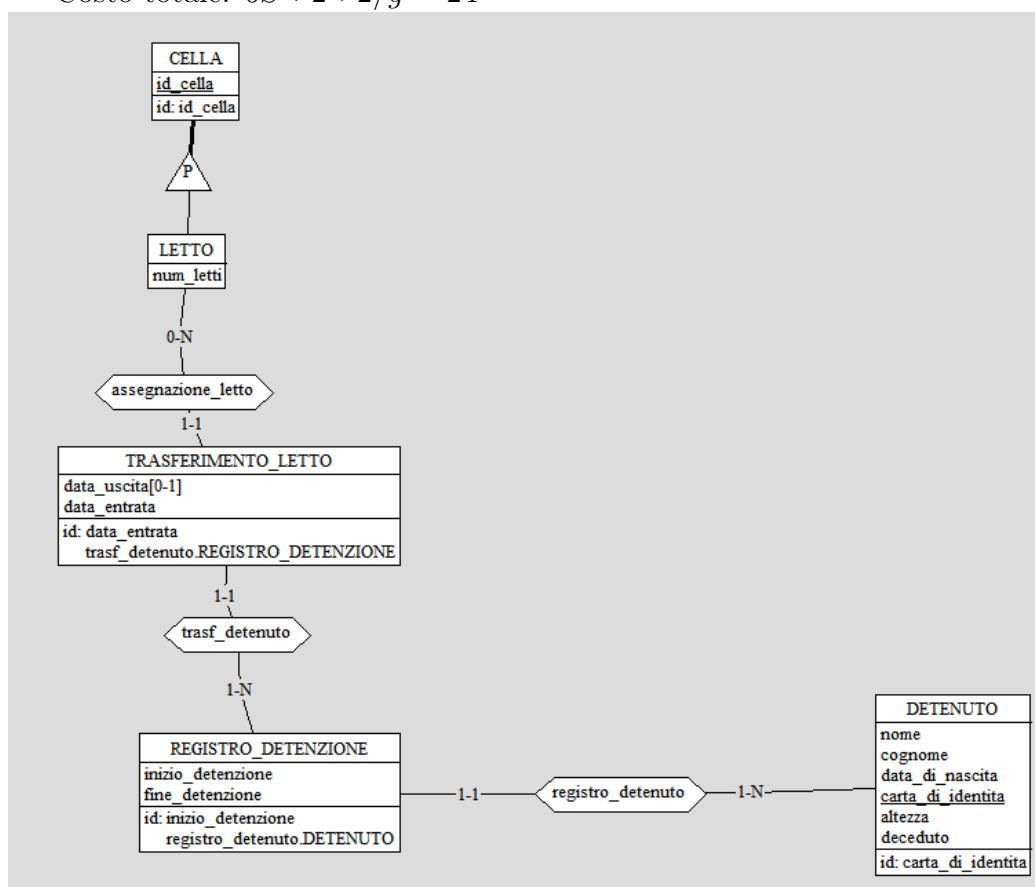 CELLA
id_cella
id: id_cella
P
LETTO
num_letti
0-N
assegnazione_letto
1-1
TRASFERIMENTO_LETTO
data_uscita[0-1]
data_entrata
id: data_entrata
trasf_detenuto.REGISTRO_DETENZIONE
1-1
trasf_detenuto
1-N
REGISTRO_DETENZIONE
inizio_detenzione
fine_detenzione
id: inizio_detenzione
registro_detenuto.DETENUTO
1-1
registro_detenuto
1-N
DETENUTO
nome
cognome
data_di_nascita
carta_di_identita
altezza
deceduto
id: carta_di_identita